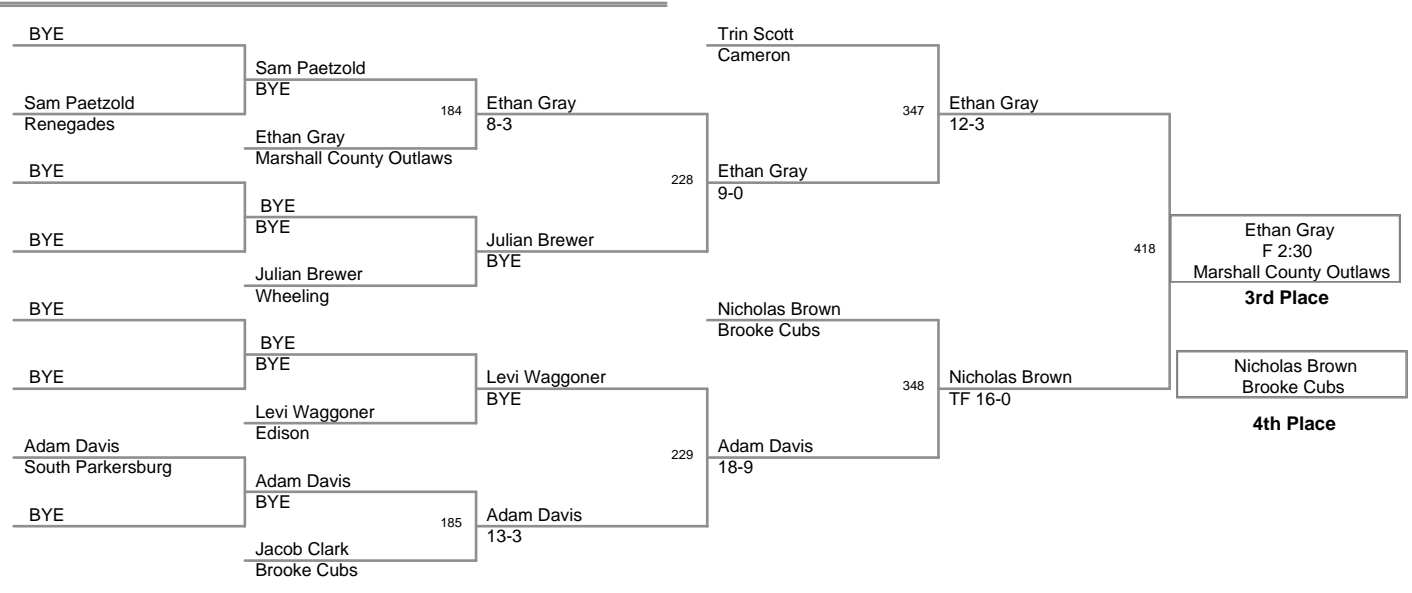 BYE
Sam Paetzold
Renegades
BYE
BYE
BYE
BYE
Adam Davis
South Parkersburg
BYE
Sam Paetzold
BYE
184
Ethan Gray
Marshall County Outlaws
BYE
BYE
Julian Brewer
Wheeling
BYE
BYE
Levi Waggoner
Edison
Adam Davis
BYE
185
Jacob Clark
Brooke Cubs
Ethan Gray
8-3
228
Julian Brewer
BYE
Levi Waggoner
BYE
229
Adam Davis
13-3
Trin Scott
Cameron
347
Ethan Gray
9-0
Nicholas Brown
Brooke Cubs
348
Adam Davis
18-9
Ethan Gray
12-3
418
Nicholas Brown
TF 16-0
Ethan Gray
F 2:30
Marshall County Outlaws
3rd Place
Nicholas Brown
Brooke Cubs
4th Place